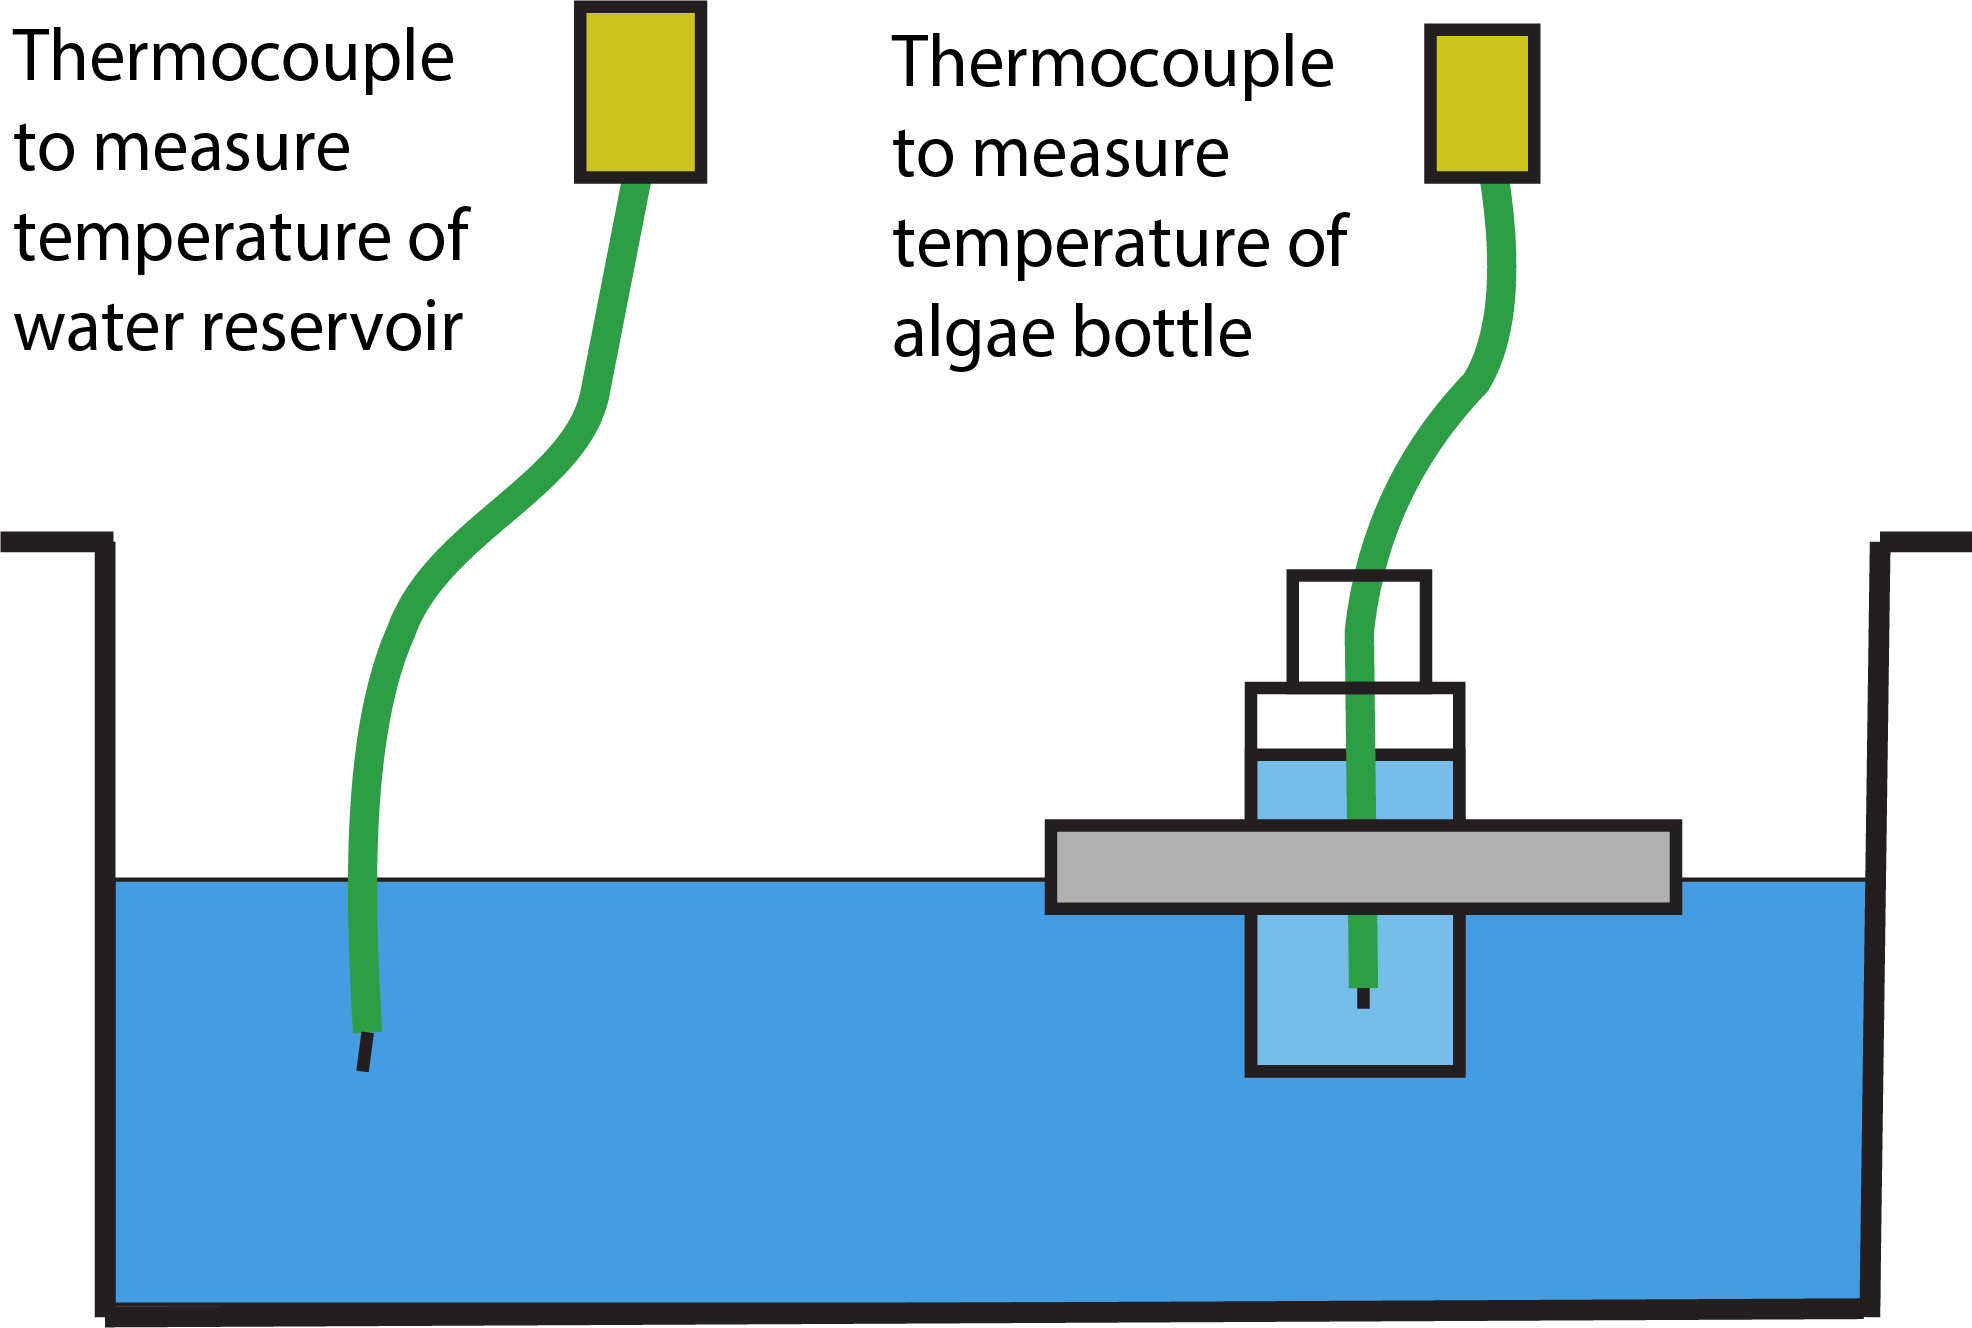 Thermocouple
to measure
temperature of
water reservoir
Thermocouple
to measure
temperature of
algae bottle